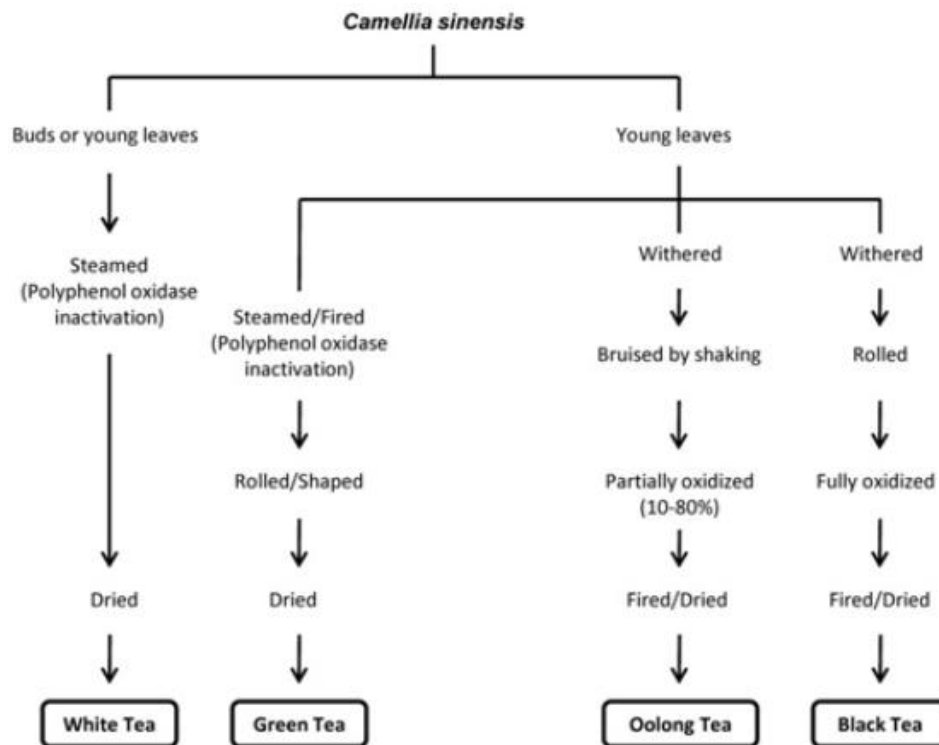 Camellia sinensis
Buds or young leaves
Young leaves
Steamed
(Polyphenol oxidase
inactivation)
Steamed/Fired
(Polyphenol oxidase
inactivation)
Withered
Withered
Bruised by shaking
Rolled
Rolled/Shaped
Partially oxidized
(10-80%)
Fully oxidized
Dried
Dried
Fired/Dried
Fired/Dried
White Tea
Green Tea
Oolong Tea
Black Tea